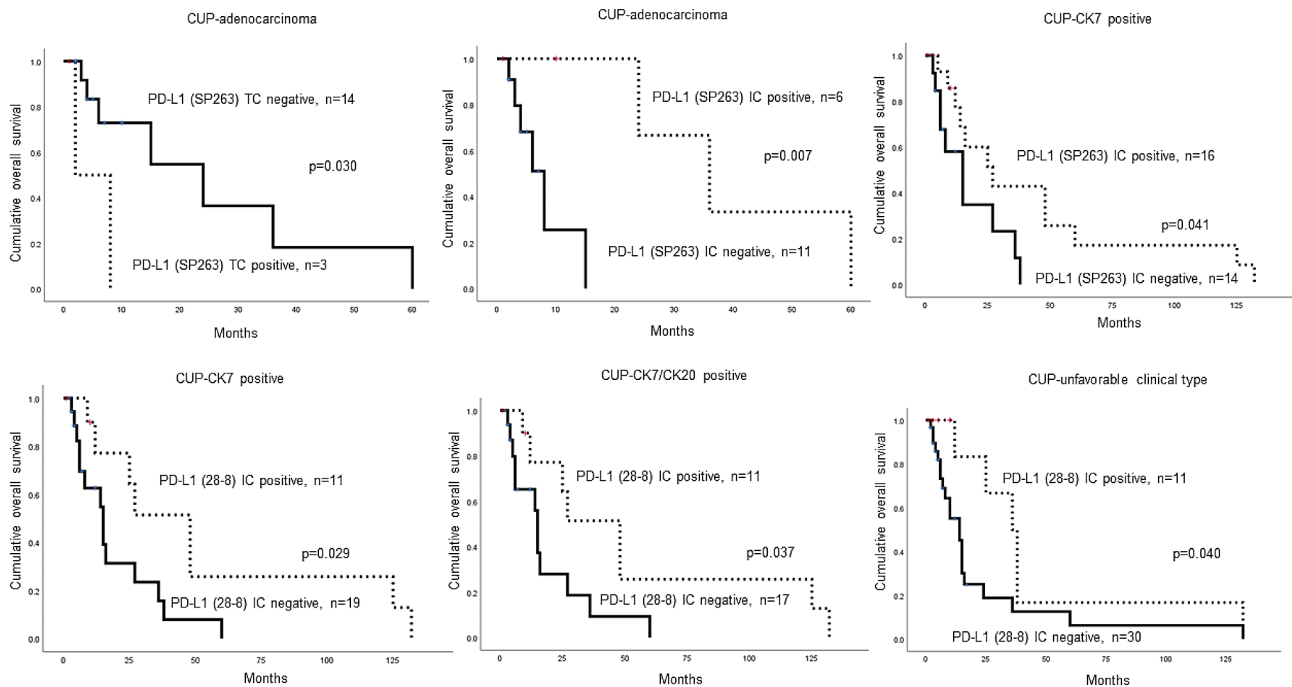 CUP-adenocarcinoma
Cumulative overall survival
1.0
0.8
0.6
0.4
0.2
0.0
PD-L1 (SP263) TC negative, n=14
p=0.030
PD-L1 (SP263) TC positive, n=3
0 10 20 30 40 50 60
Months
CUP-adenocarcinoma
Cumulative overall survival
1.0
0.8
0.6
0.4
0.2
0.0
PD-L1 (SP263) IC positive, n=6
p=0.007
PD-L1 (SP263) IC negative, n=11
0 10 20 30 40 50 60
Months
CUP-CK7 positive
Cumulative overall survival
1.0
0.8
0.6
0.4
0.2
0.0
PD-L1 (SP263) IC positive, n=16
p=0.041
PD-L1 (SP263) IC negative, n=14
0 25 50 75 100 125
Months
CUP-CK7 positive
Cumulative overall survival
1.0
0.8
0.6
0.4
0.2
0.0
PD-L1 (28-8) IC positive, n=11
p=0.029
PD-L1 (28-8) IC negative, n=19
0 25 50 75 100 125
Months
CUP-CK7/CK20 positive
Cumulative overall survival
1.0
0.8
0.6
0.4
0.2
0.0
PD-L1 (28-8) IC positive, n=11
p=0.037
PD-L1 (28-8) IC negative, n=17
0 25 50 75 100 125
Months
CUP-unfavorable clinical type
Cumulative overall survival
1.0
0.8
0.6
0.4
0.2
0.0
PD-L1 (28-8) IC positive, n=11
p=0.040
PD-L1 (28-8) IC negative, n=30
0 25 50 75 100 125
Months